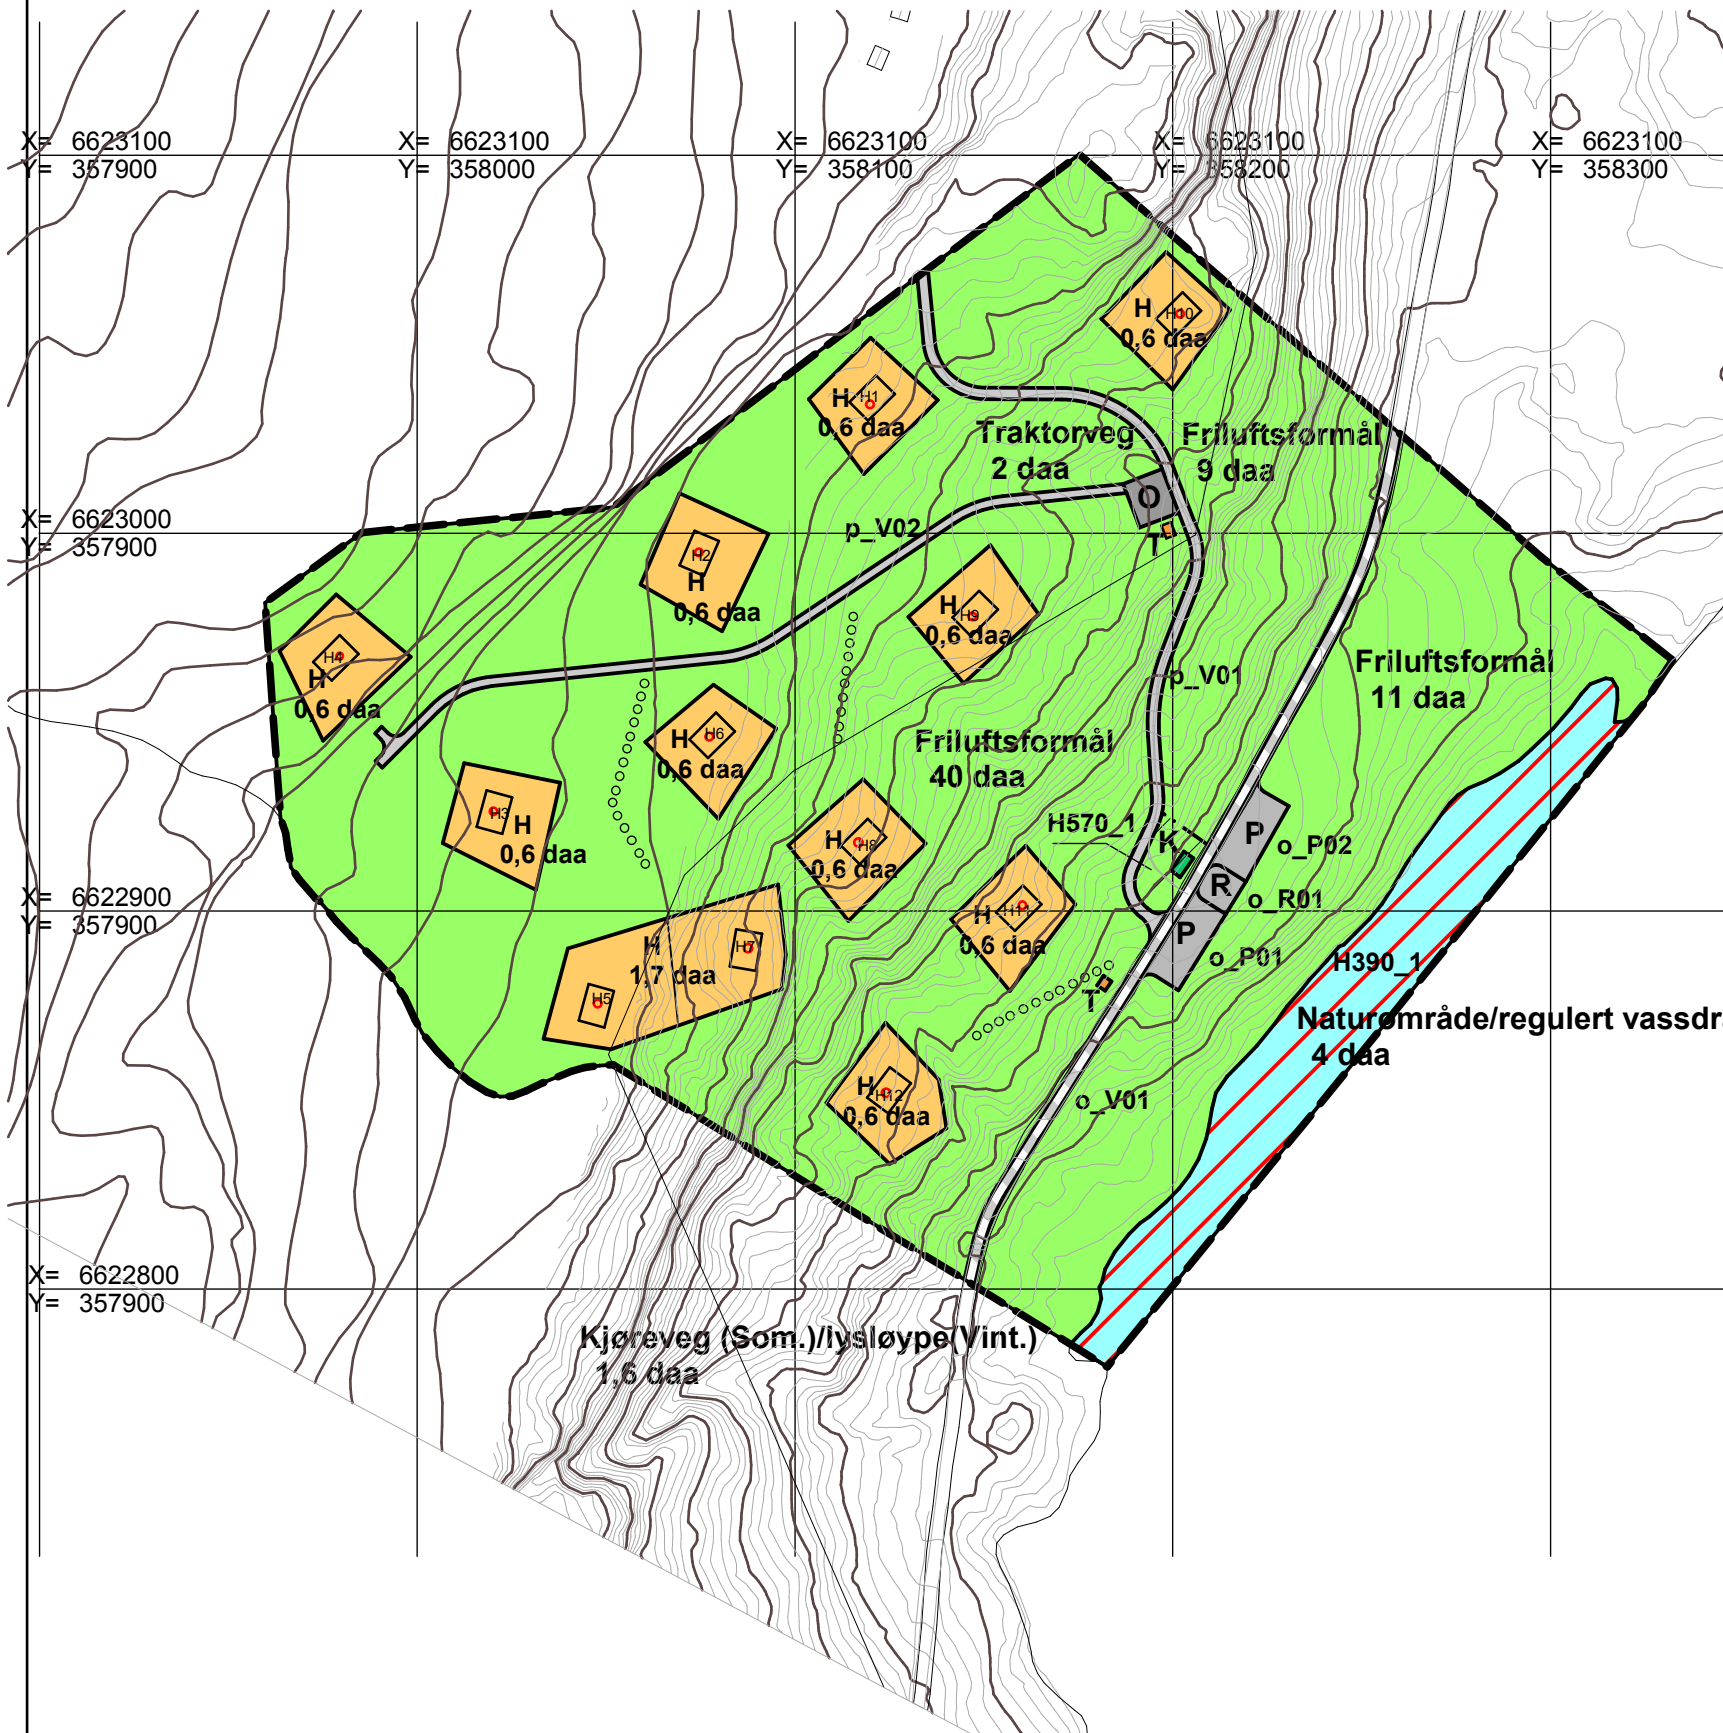 X= 6623100
Y= 357900
X= 6623100
Y= 358000
X= 6623100
Y= 358100
X= 6623100
Y= 358200
X= 6623100
Y= 358300
H H10
0,6 daa
H H1
0,6 daa
Traktorveg
2 daa
Friluftsformål
9 daa
O
X= 6623000
Y= 357900
p_V02
T
H2
H
0,6 daa
H H9
0,6 daa
H4
H
0,6 daa
p_V01
Friluftsformål
11 daa
H H6
0,6 daa
Friluftsformål
40 daa
H3
H
0,6 daa
H570_1
K
P
o_P02
H H8
0,6 daa
R
o_R01
X= 6622900
Y= 357900
H H11
0,6 daa
P
o_P01
H H7
1,7 daa
H5
H390_1
T
Naturområde/regulert vassdr
4 daa
H H12
0,6 daa
o_V01
X= 6622800
Y= 357900
Kjøreveg (Som.)/lysløype(Vint.)
1,6 daa